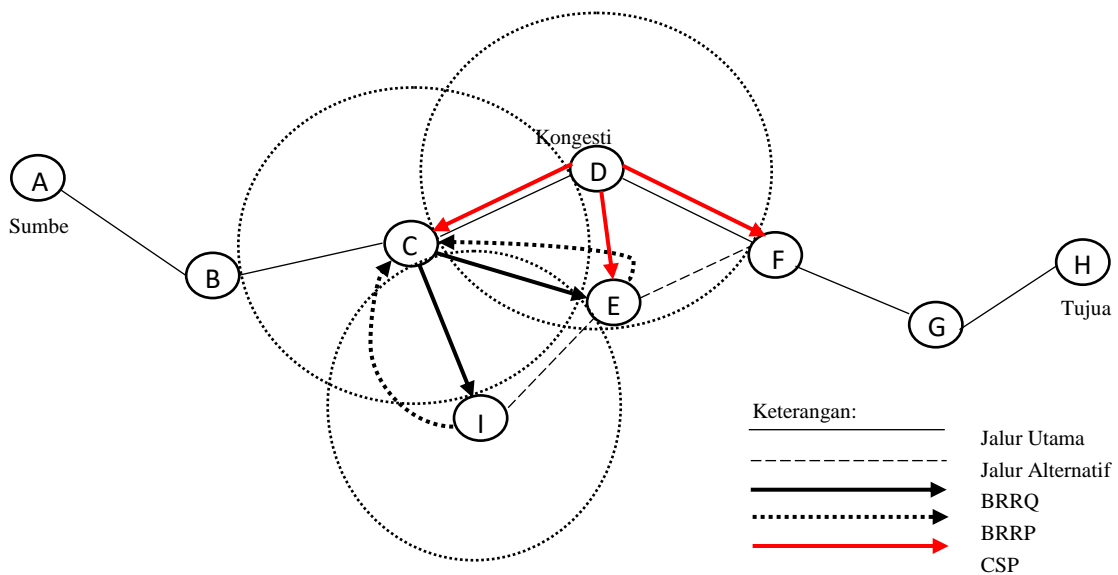 Kongesti
D
A
Sumbe
C
B
F
H
E
Tujua
G
I
Keterangan:
Jalur Utama
Jalur Alternatif
BRRQ
BRRP
CSP